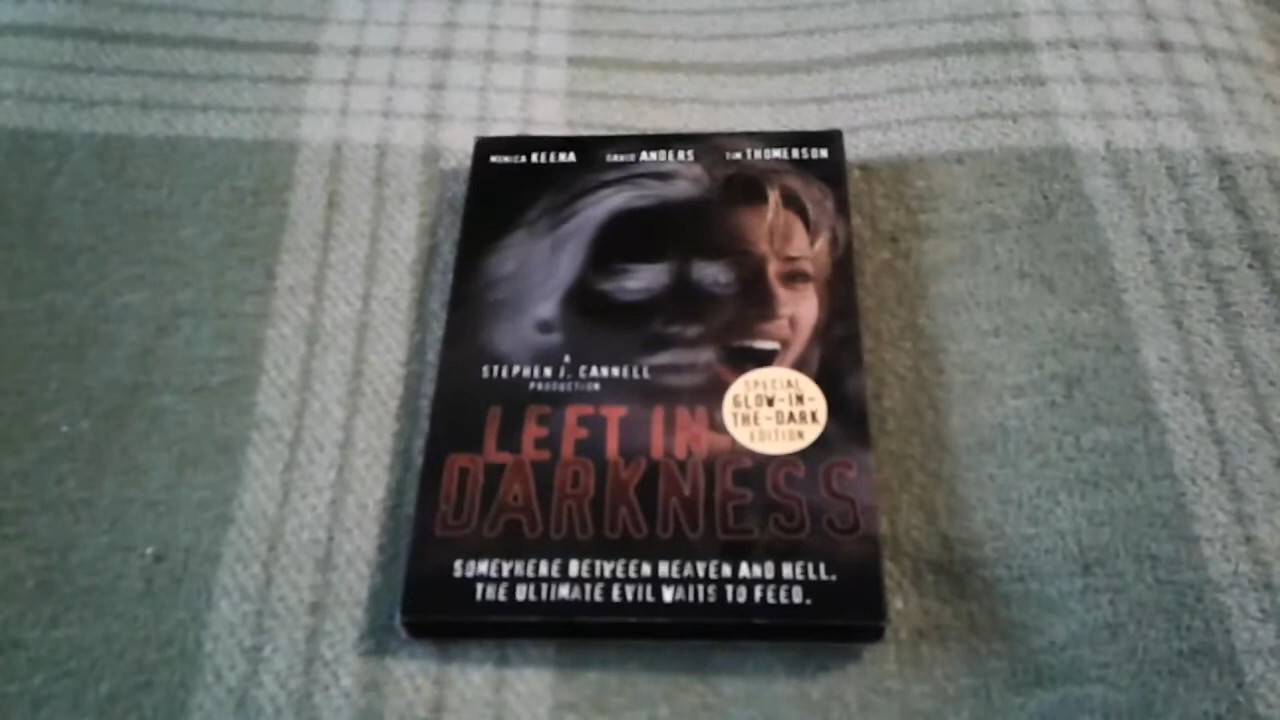 MONICA KEENA DAVID ANDERS TIM THOMERSON
A
STEPHEN J. CANNELL
PRODUCTION
SPECIAL
GLOW-IN-
THE-DARK
EDITION
LEFT IN
DARKNESS
SOMEWHERE BETWEEN HEAVEN AND HELL.
THE ULTIMATE EVIL WAITS TO FEED.